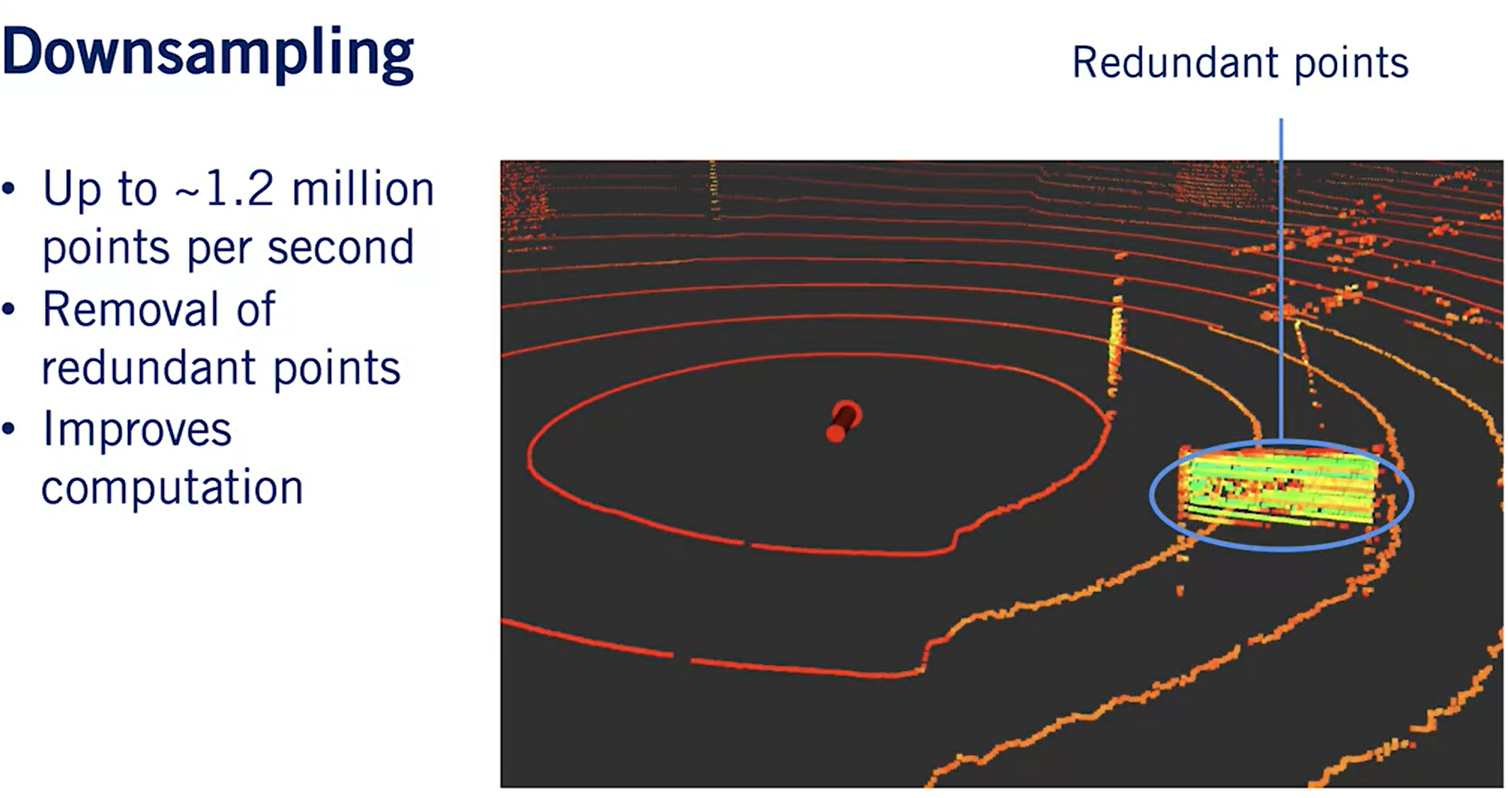 Downsampling
Redundant points
• Up to ~1.2 million
points per second
• Removal of
redundant points
• Improves
computation